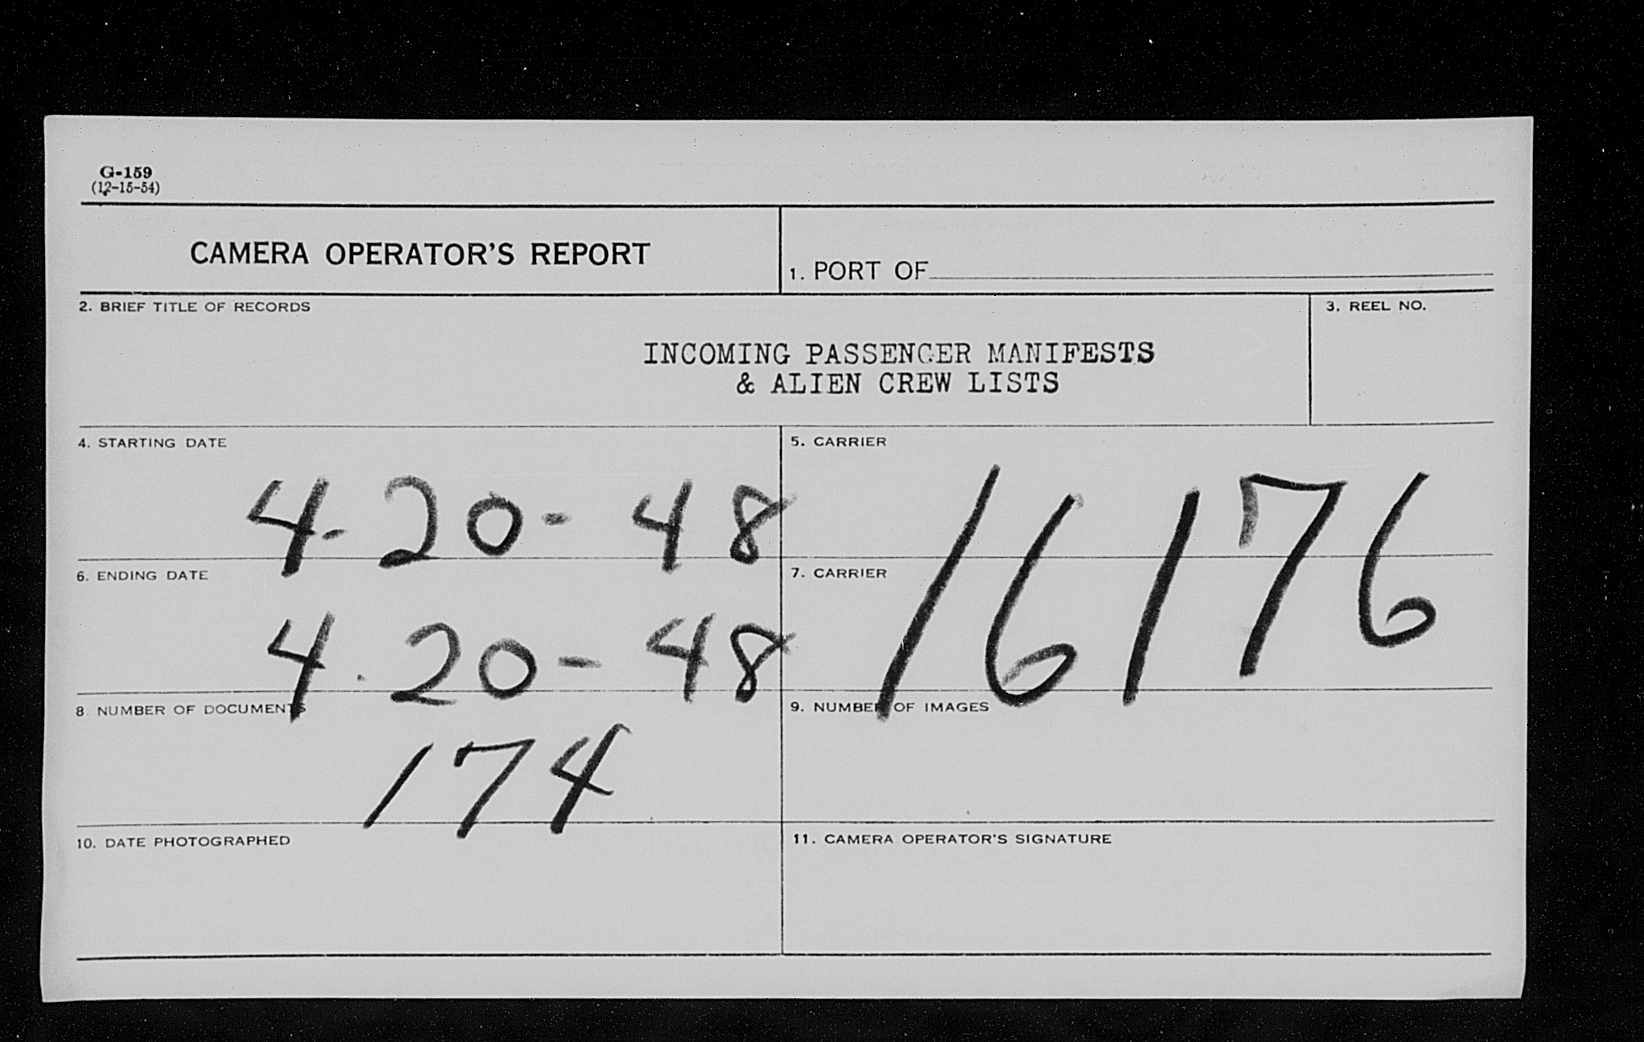 G-159
(12-15-54)
CAMERA OPERATOR'S REPORT
1. PORT OF
2. BRIEF TITLE OF RECORDS
3. REEL NO.
INCOMING PASSENGER MANIFESTS
& ALIEN CREW LISTS
4. STARTING DATE
4-20-48
5. CARRIER
16176
6. ENDING DATE
4.20-48
7. CARRIER
8. NUMBER OF DOCUMENTS
174
9. NUMBER OF IMAGES
10. DATE PHOTOGRAPHED
11. CAMERA OPERATOR'S SIGNATURE